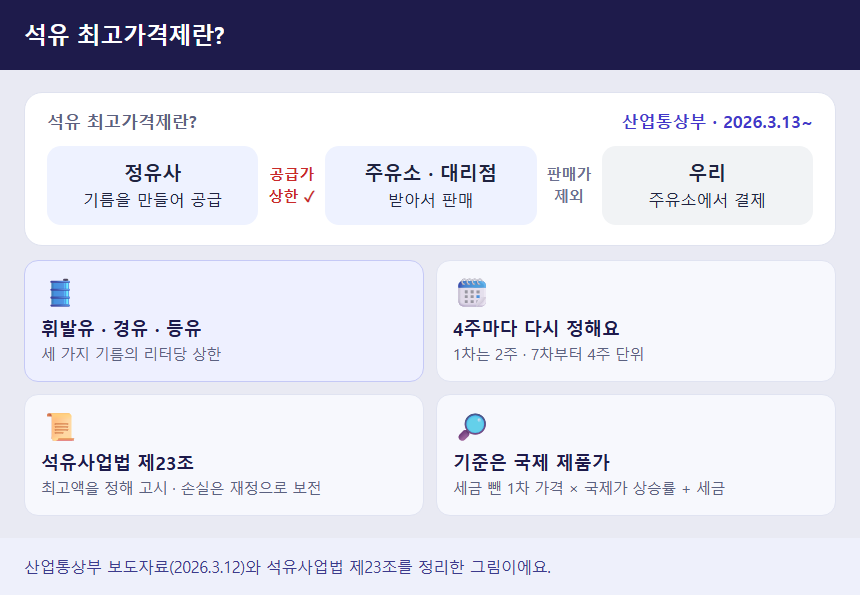 석유 최고가격제란?
석유 최고가격제란?
산업통상부 · 2026.3.13~
정유사
기름을 만들어 공급
공급가
상한 ✓
주유소 · 대리점
받아서 판매
판매가
제외
우리
주유소에서 결제
휘발유 · 경유 · 등유
세 가지 기름의 리터당 상한
4주마다 다시 정해요
1차는 2주 · 7차부터 4주 단위
석유사업법 제23조
최고액을 정해 고시 · 손실은 재정으로 보전
기준은 국제 제품가
세금 뺀 1차 가격 × 국제가 상승률 + 세금
산업통상부 보도자료(2026.3.12)와 석유사업법 제23조를 정리한 그림이에요.